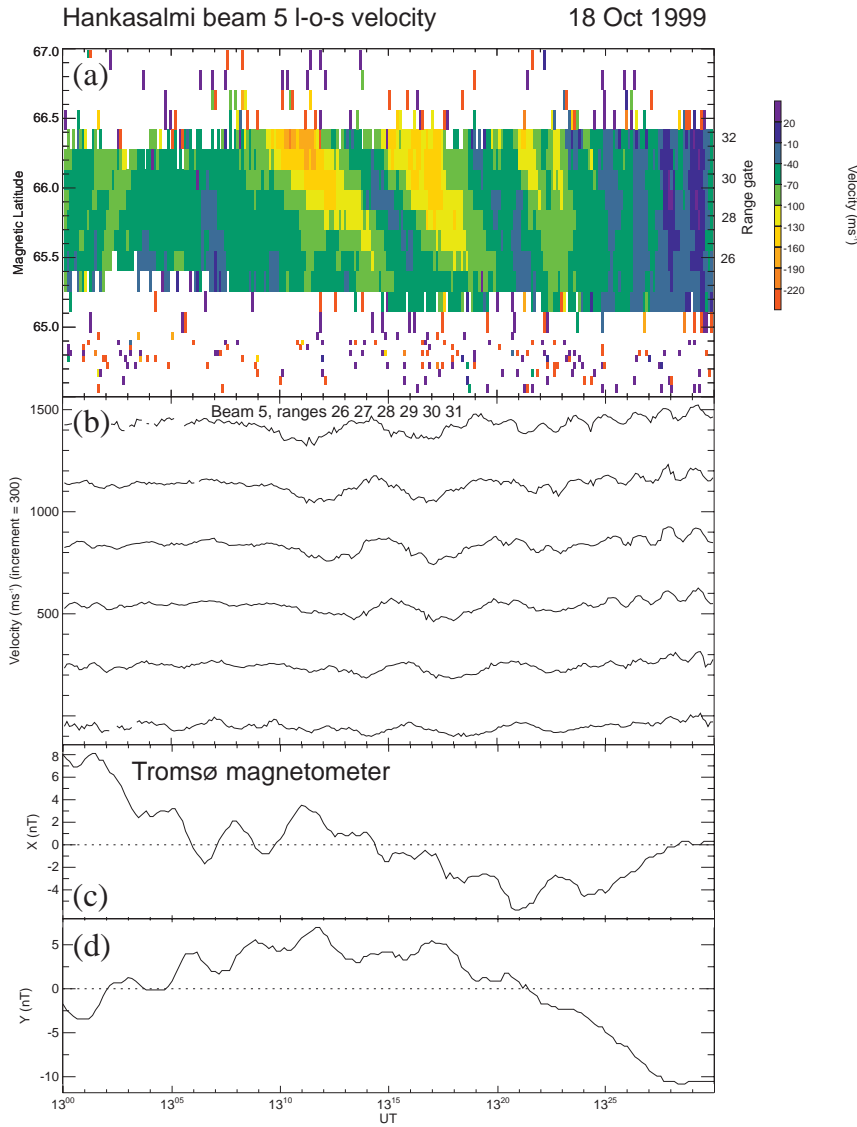 Hankasalmi beam 5 l-o-s velocity 18 Oct 1999
(a)
67.0
66.5
66.0
65.5
65.0
Magnetic Latitude
32
30
28
26
Range gate
20
-10
-40
-70
-100
-130
-160
-190
-220
Velocity (ms⁻¹)
(b)
Beam 5, ranges 26 27 28 29 30 31
1500
1000
500
Velocity (ms⁻¹) (increment = 300)
Tromsø magnetometer
8
6
4
2
0
-2
-4
X (nT)
(c)
(d)
5
0
-5
-10
Y (nT)
13⁰⁰ 13⁰⁵ 13¹⁰ 13¹⁵ 13²⁰ 13²⁵
UT